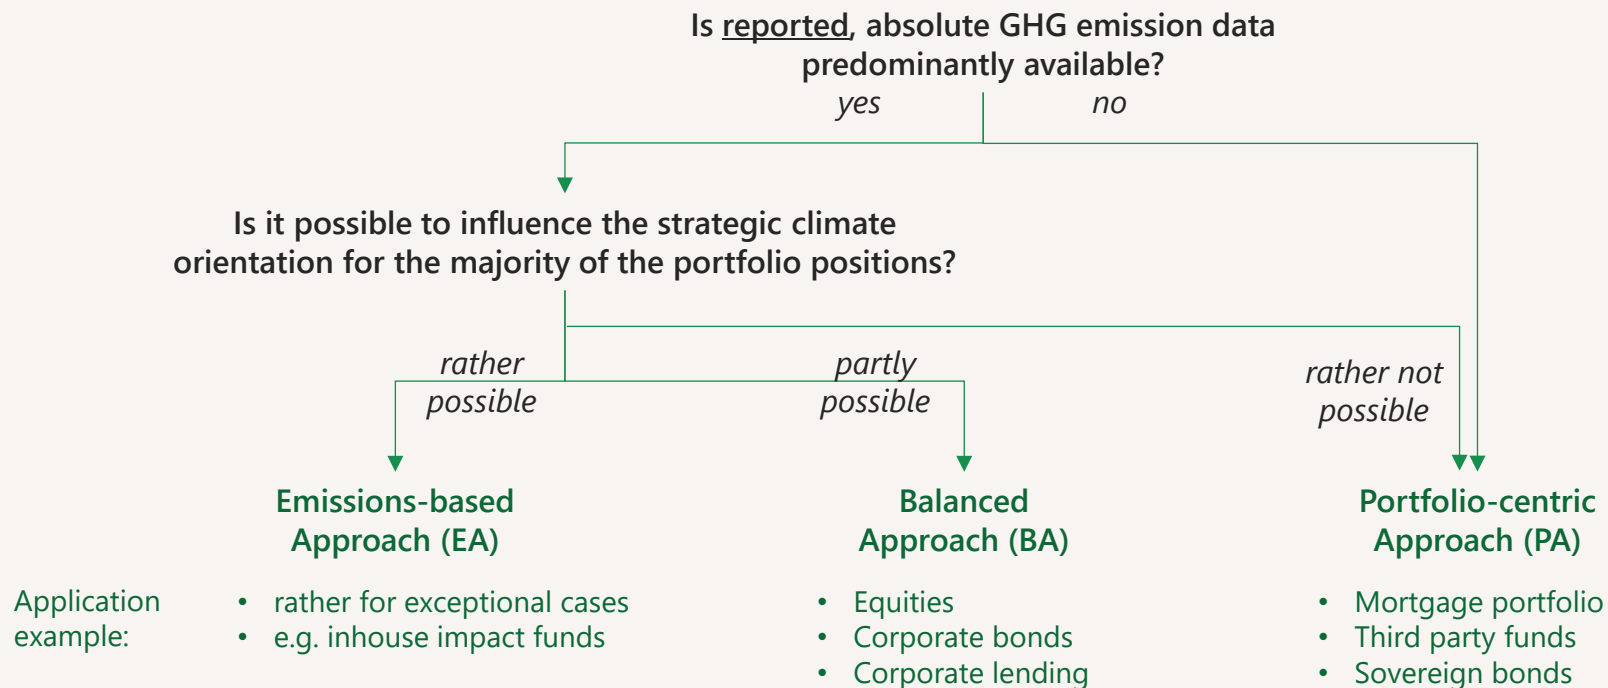 Is reported, absolute GHG emission data
predominantly available?
yes
no
Is it possible to influence the strategic climate
orientation for the majority of the portfolio positions?
rather
possible
partly
possible
rather not
possible
Emissions-based
Approach (EA)
Balanced
Approach (BA)
Portfolio-centric
Approach (PA)
Application
example:
• rather for exceptional cases
• e.g. inhouse impact funds
• Equities
• Corporate bonds
• Corporate lending
• Mortgage portfolio
• Third party funds
• Sovereign bonds